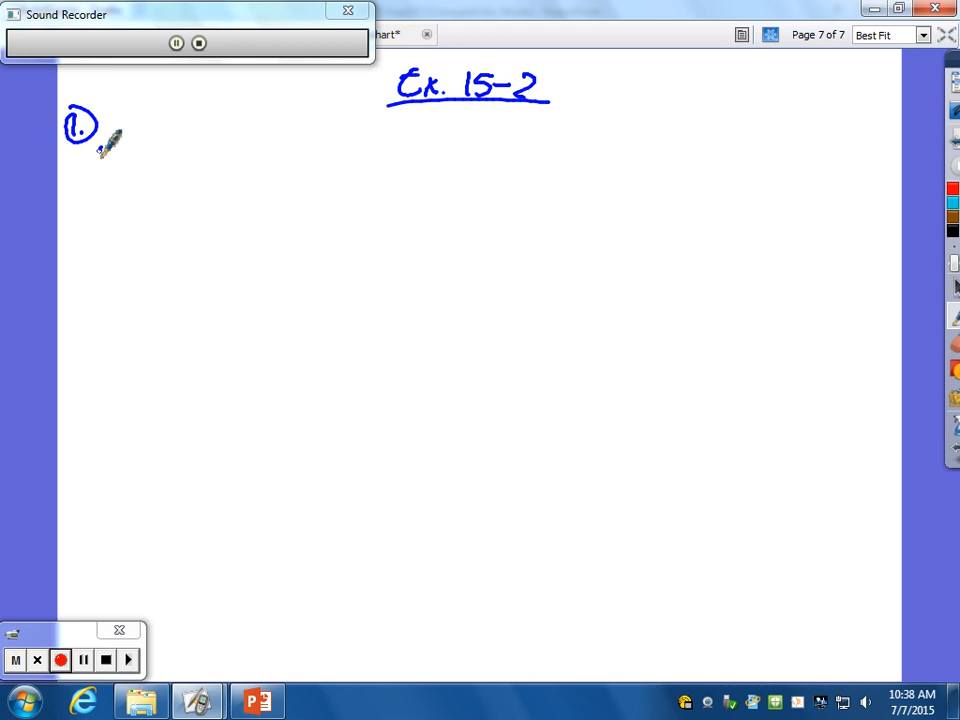 Sound Recorder
hart*
Page 7 of 7
Best Fit
Ex. 15-2
1.
M
10:38 AM
7/7/2015